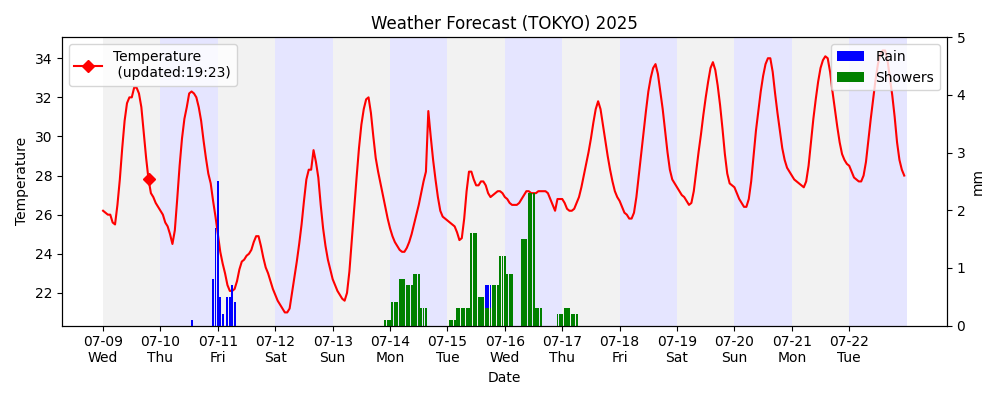 Weather Forecast (TOKYO) 2025
Temperature
(updated:19:23)
Rain
Showers
Temperature
34
32
30
28
26
24
22
5
4
3
2
1
0
mm
07-09 07-10 07-11 07-12 07-13 07-14 07-15 07-16 07-17 07-18 07-19 07-20 07-21 07-22
Wed Thu Fri Sat Sun Mon Tue Wed Thu Fri Sat Sun Mon Tue
Date